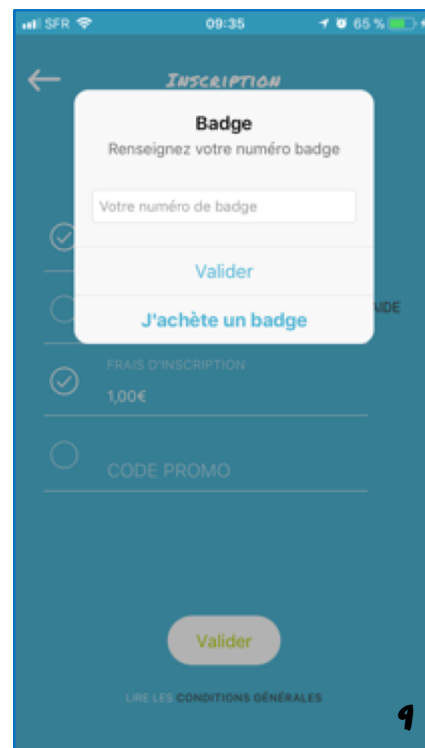 SFR 09:35 65 %
INSCRIPTION
Badge
Renseignez votre numéro badge
Votre numéro de badge
Valider
J'achète un badge
AIDE
FRAIS D'INSCRIPTION
1,00€
CODE PROMO
Valider
LIRE LES CONDITIONS GÉNÉRALES
9